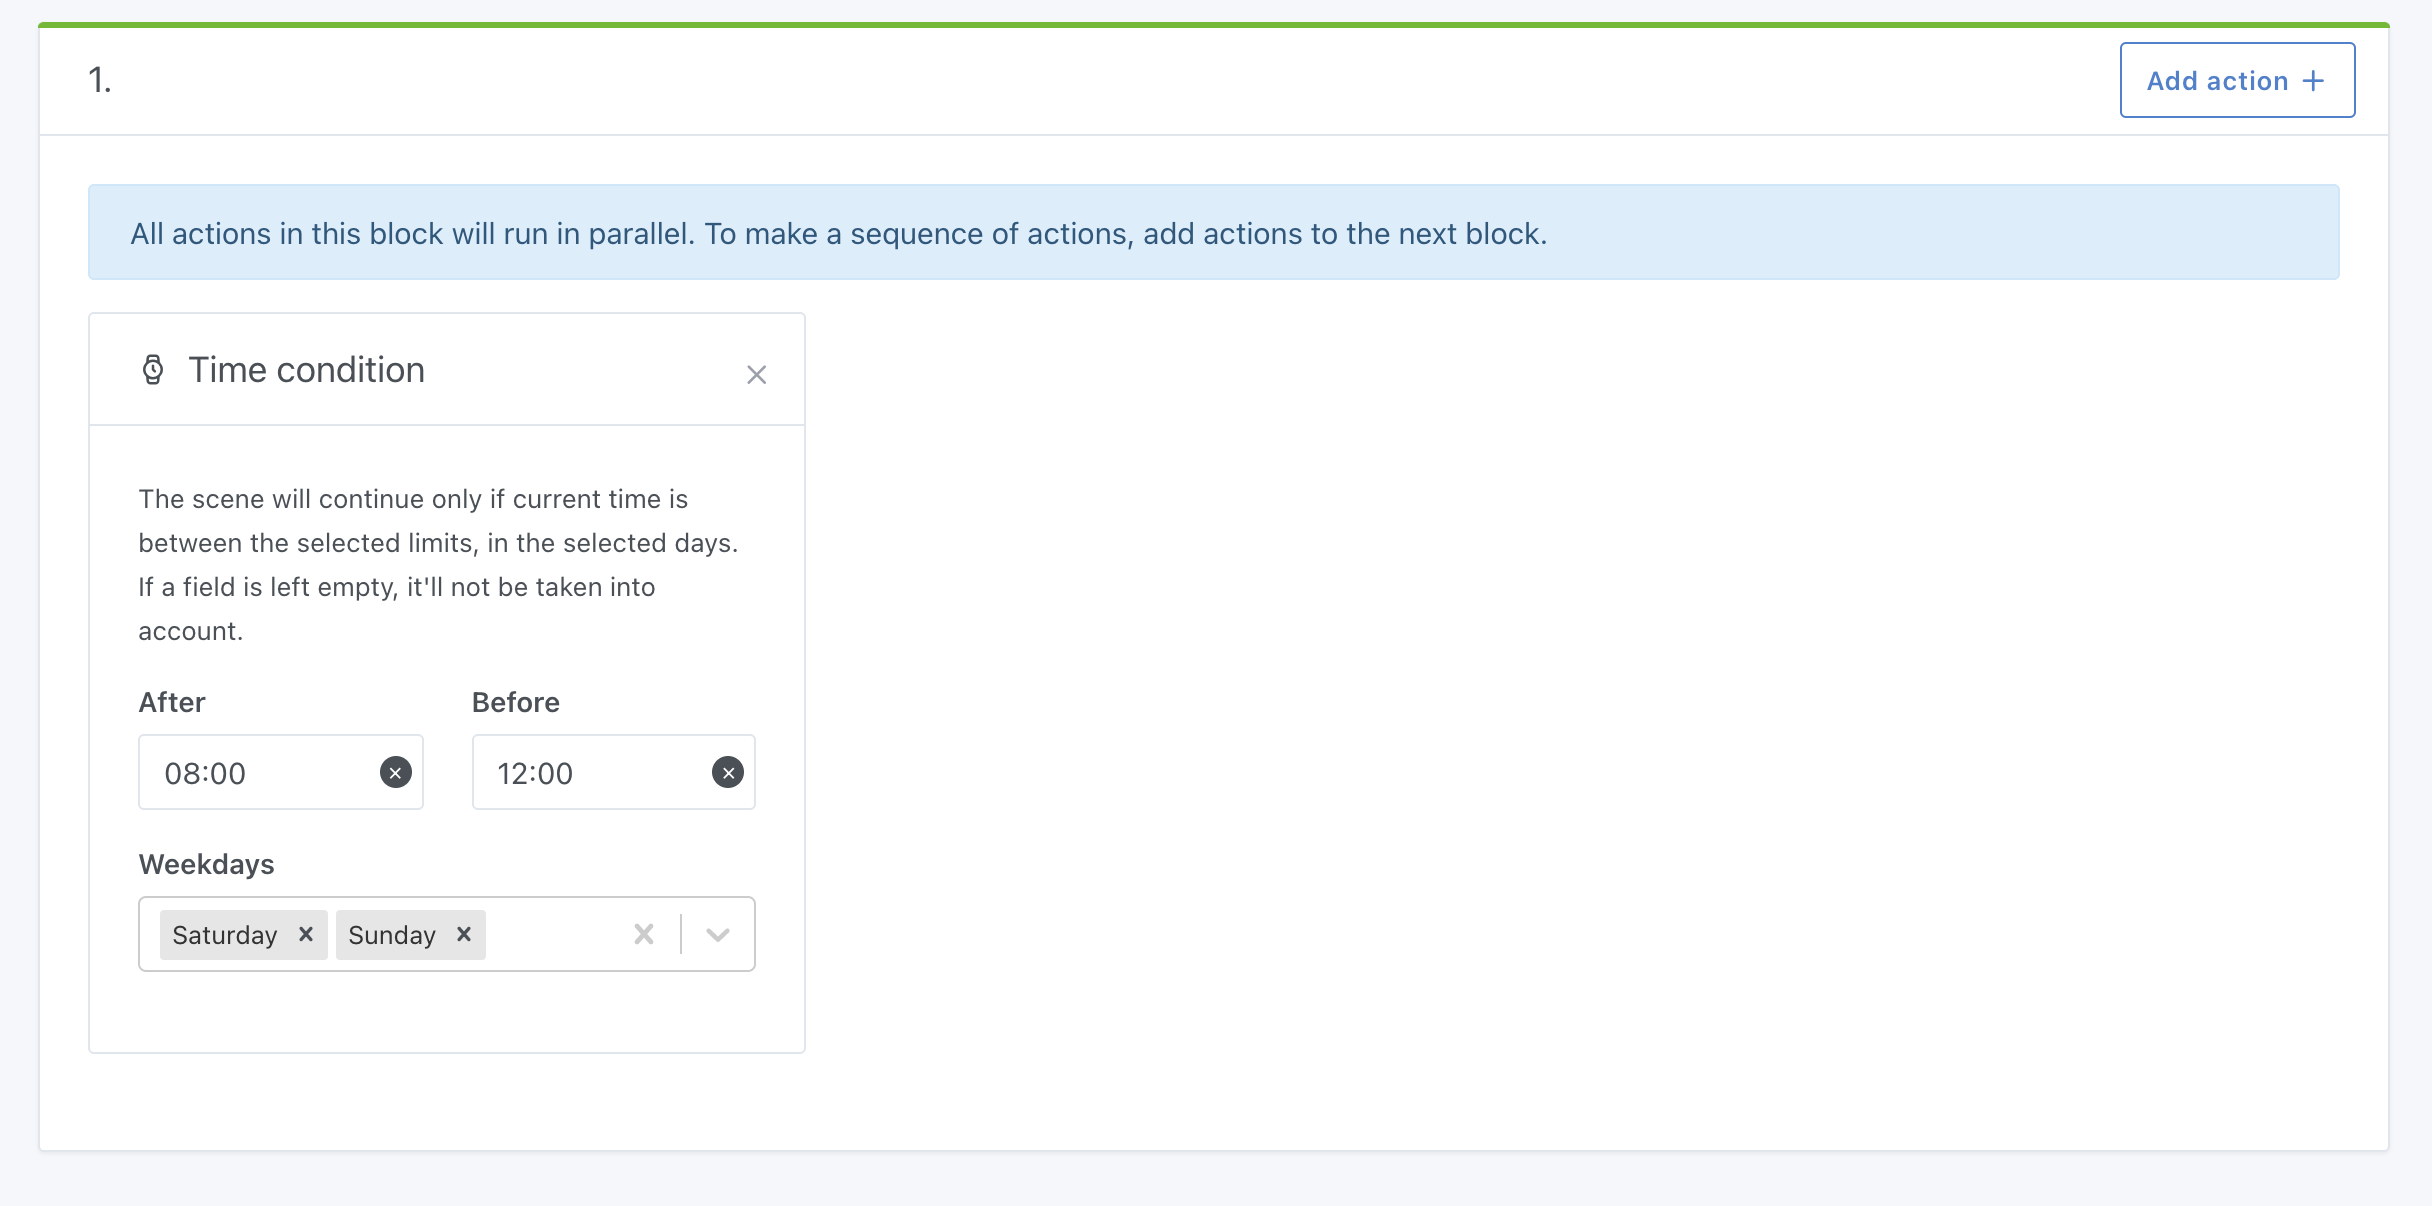 1.
Add action +
All actions in this block will run in parallel. To make a sequence of actions, add actions to the next block.
Time condition
The scene will continue only if current time is
between the selected limits, in the selected days.
If a field is left empty, it'll not be taken into
account.
After Before
08:00 12:00
Weekdays
Saturday Sunday